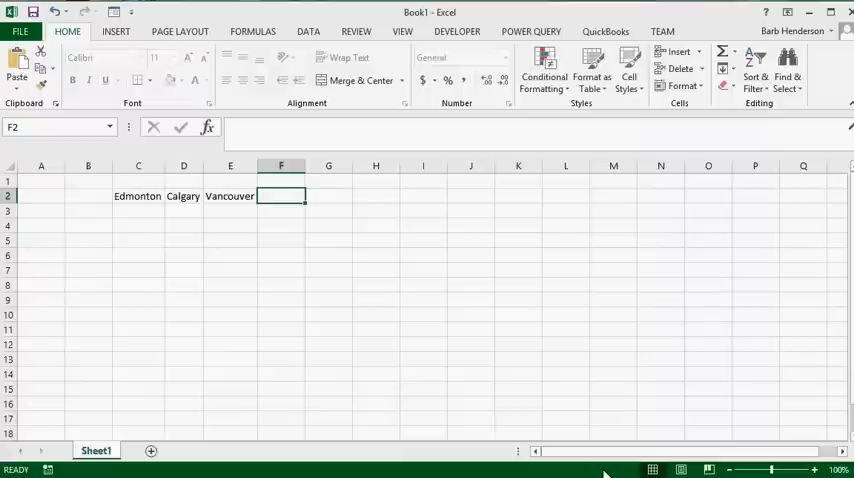 Book1 - Excel
FILE HOME INSERT PAGE LAYOUT FORMULAS DATA REVIEW VIEW DEVELOPER POWER QUERY QuickBooks TEAM Barb Henderson
Paste
Calibri 11
B I U
Wrap Text
Merge & Center
General
$ % ,
Conditional Formatting
Format as Table
Cell Styles
Insert
Delete
Format
Sort & Filter
Find & Select
Clipboard Font Alignment Number Styles Cells Editing
F2 fx
A B C D E F G H I J K L M N O P Q
1
2 Edmonton Calgary Vancouver
3
4
5
6
7
8
9
10
11
12
13
14
15
16
17
18
Sheet1
READY 100%